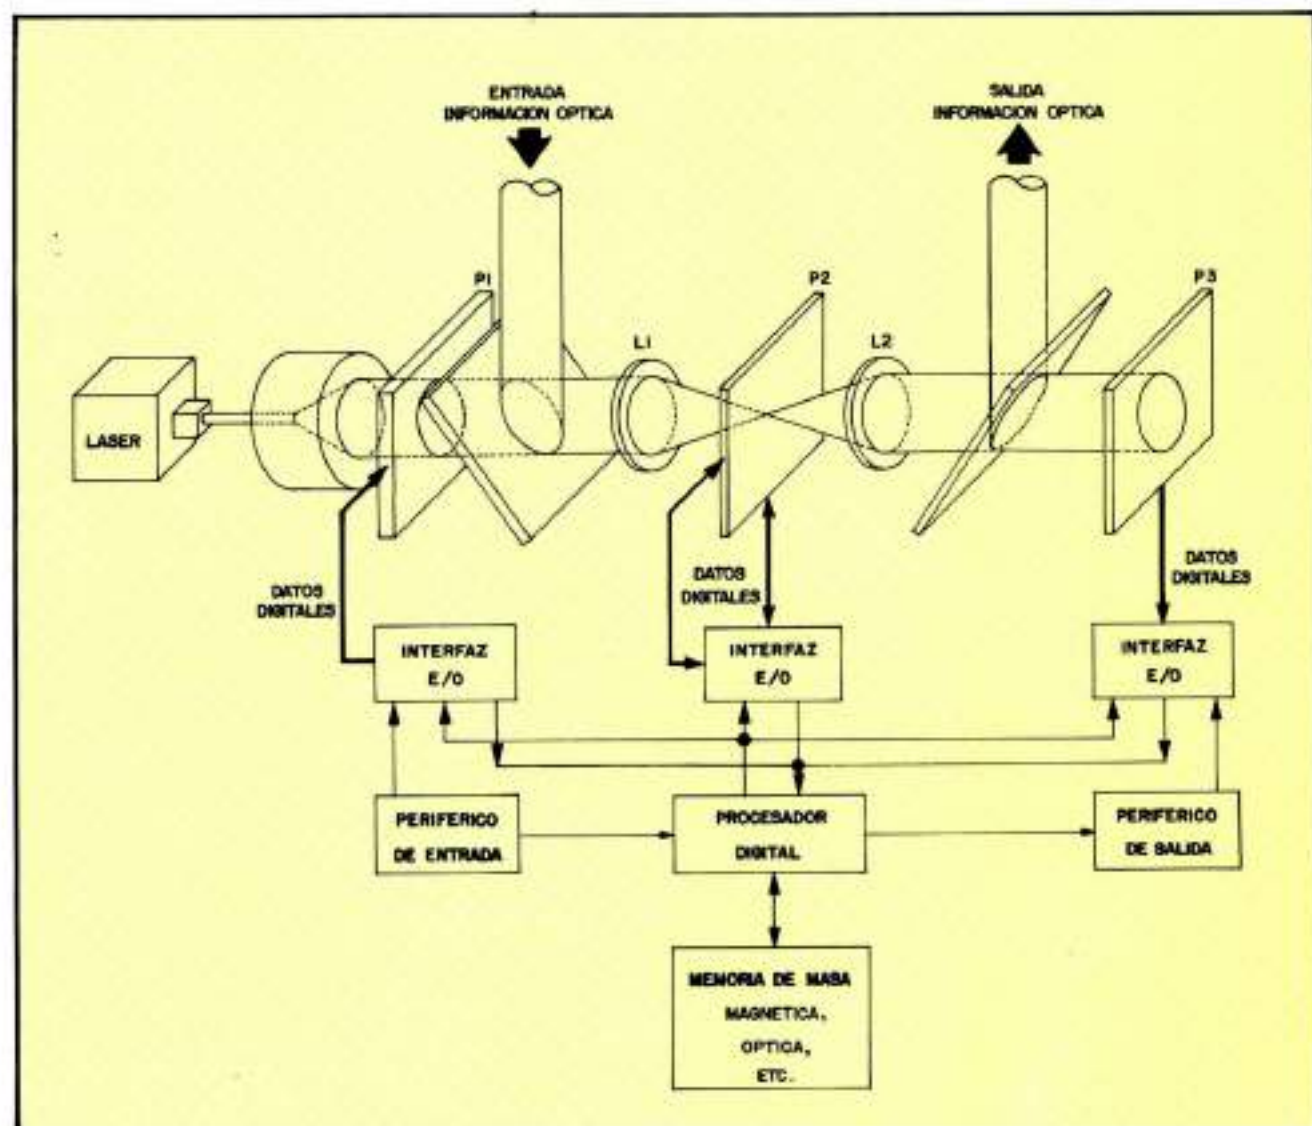 ENTRADA
INFORMACION OPTICA
SALIDA
INFORMACION OPTICA
P1
P2
P3
L1
L2
LASER
DATOS
DIGITALES
DATOS
DIGITALES
DATOS
DIGITALES
INTERFAZ
E/O
INTERFAZ
E/O
INTERFAZ
E/O
PERIFERICO
DE ENTRADA
PROCESADOR
DIGITAL
PERIFERICO
DE SALIDA
MEMORIA DE MASA
MAGNETICA,
OPTICA,
ETC.